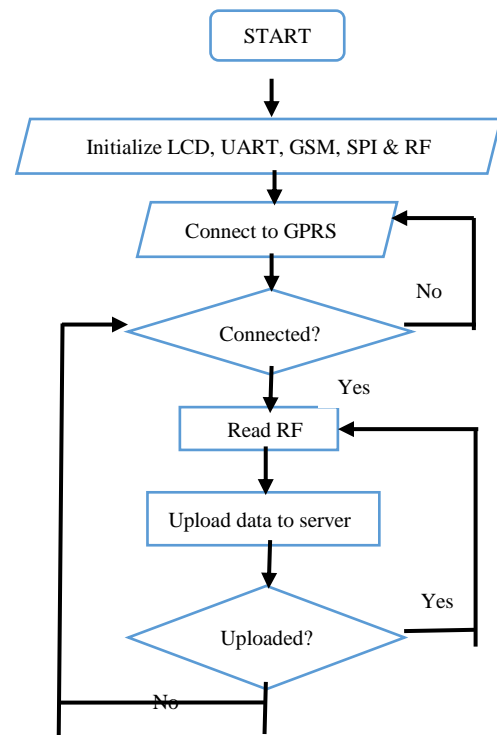 START
Initialize LCD, UART, GSM, SPI & RF
Connect to GPRS
No
Connected?
Yes
Read RF
Upload data to server
Yes
Uploaded?
No